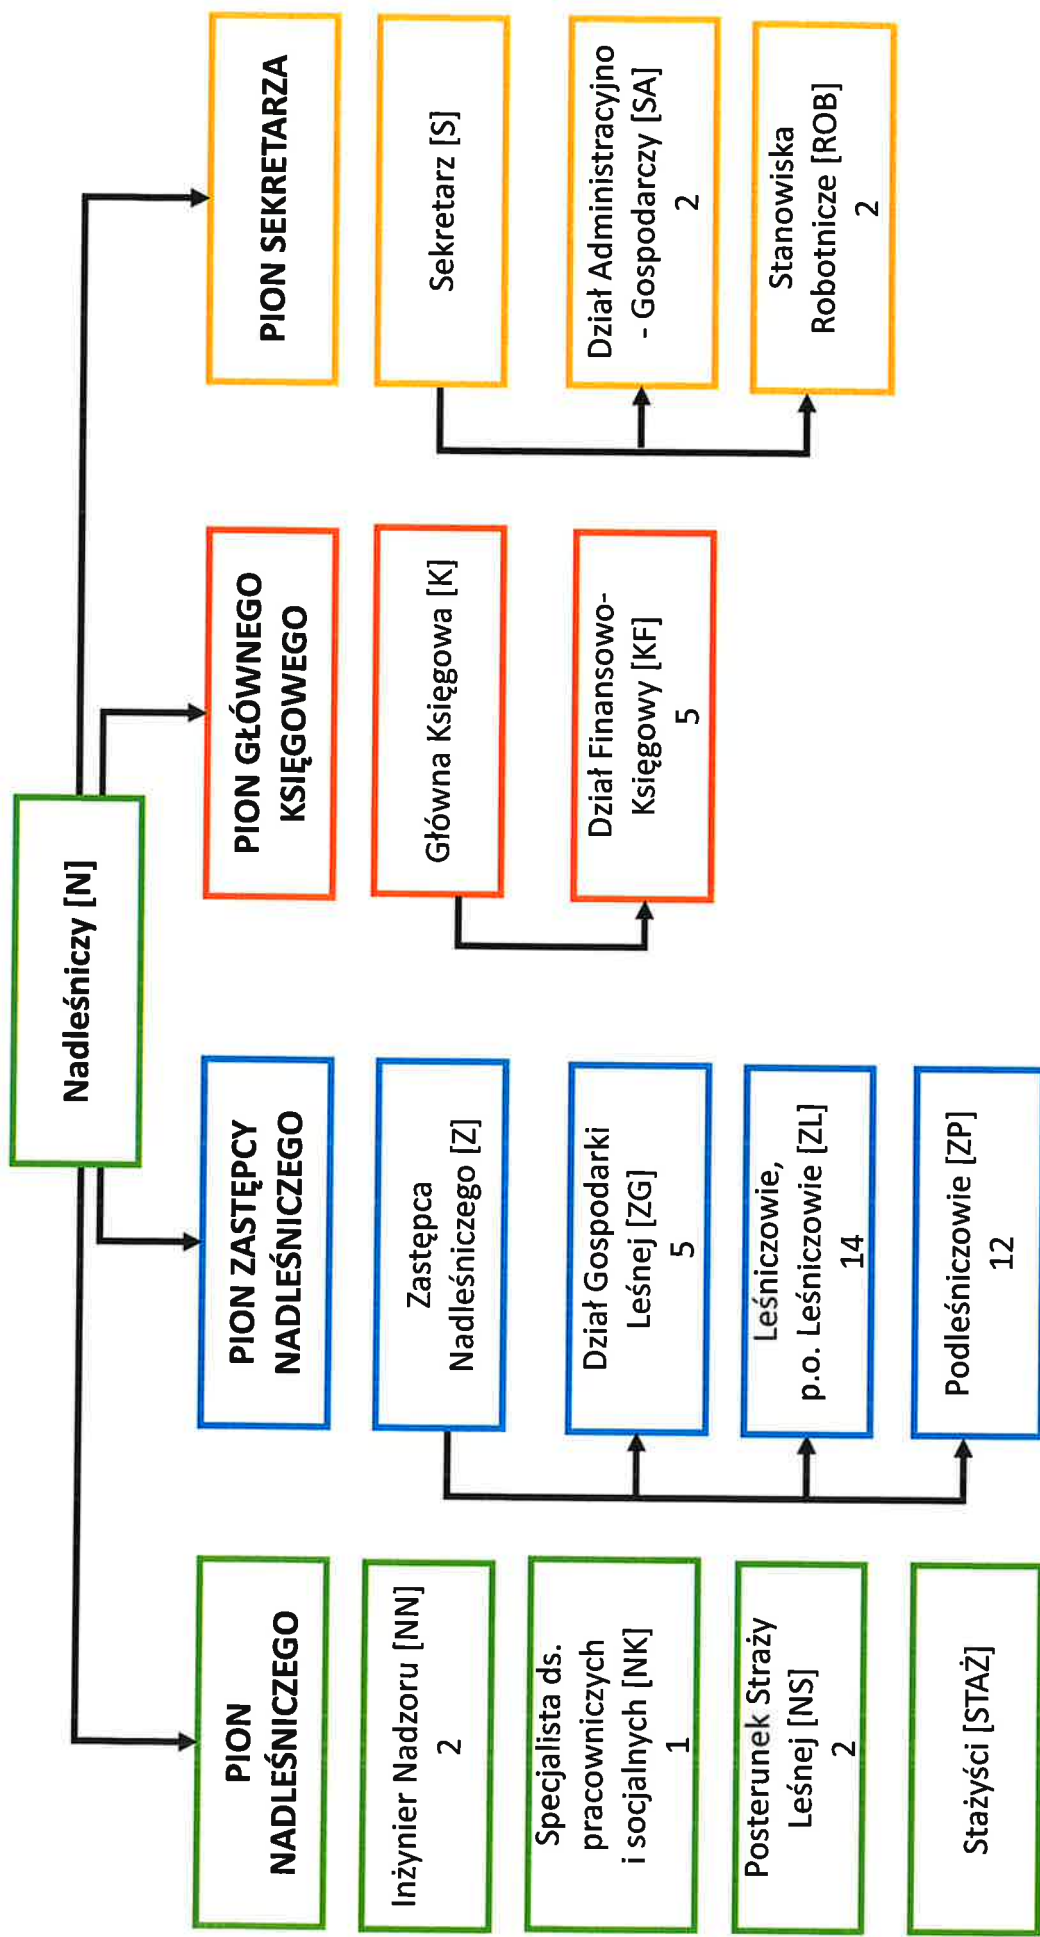 Nadleśniczy [N]
PION
NADLEŚNICZEGO
Inżynier Nadzoru [NN]
2
Specjalista ds.
pracowniczych
i socjalnych [NK]
1
Posterunek Straży
Leśnej [NS]
2
Stażyści [STAŻ]
PION ZASTĘPCY
NADLEŚNICZEGO
Zastępca
Nadleśniczego [Z]
Dział Gospodarki
Leśnej [ZG]
5
Leśniczowie,
p.o. Leśniczowie [ZL]
14
Podleśniczowie [ZP]
12
PION GŁÓWNEGO
KSIĘGOWEGO
Główna Księgowa [K]
Dział Finansowo-
Księgowy [KF]
5
PION SEKRETARZA
Sekretarz [S]
Dział Administracyjno
- Gospodarczy [SA]
2
Stanowiska
Robotnicze [ROB]
2